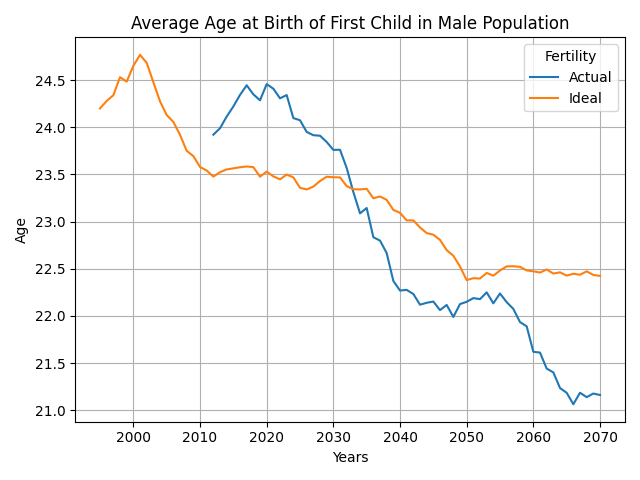 Average Age at Birth of First Child in Male Population
Fertility
Actual
Ideal
24.5
24.0
23.5
23.0
22.5
22.0
21.5
21.0
Age
2000 2010 2020 2030 2040 2050 2060 2070
Years